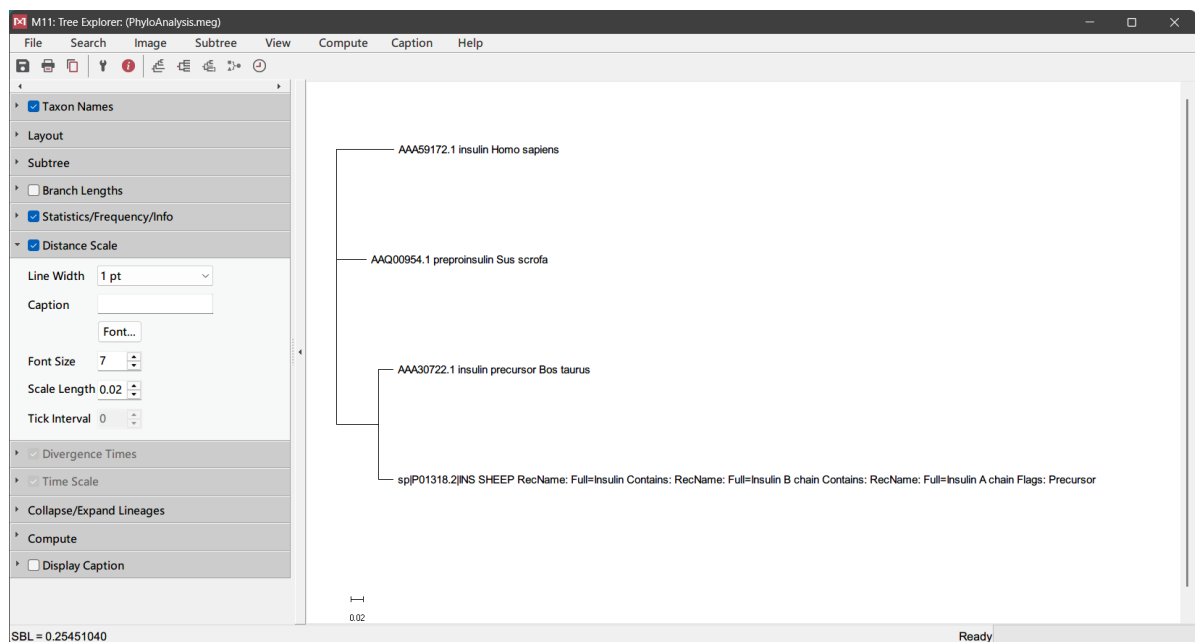 M11: Tree Explorer: (PhyloAnalysis.meg)
File Search Image Subtree View Compute Caption Help
Taxon Names
Layout
Subtree
Branch Lengths
Statistics/Frequency/Info
Distance Scale
Line Width 1 pt
Caption
Font...
Font Size 7
Scale Length 0.02
Tick Interval 0
Divergence Times
Time Scale
Collapse/Expand Lineages
Compute
Display Caption
AAA59172.1 insulin Homo sapiens
AAQ00954.1 preproinsulin Sus scrofa
AAA30722.1 insulin precursor Bos taurus
sp|P01318.2|INS SHEEP RecName: Full=Insulin Contains: RecName: Full=Insulin B chain Contains: RecName: Full=Insulin A chain Flags: Precursor
0.02
SBL = 0.25451040 Ready